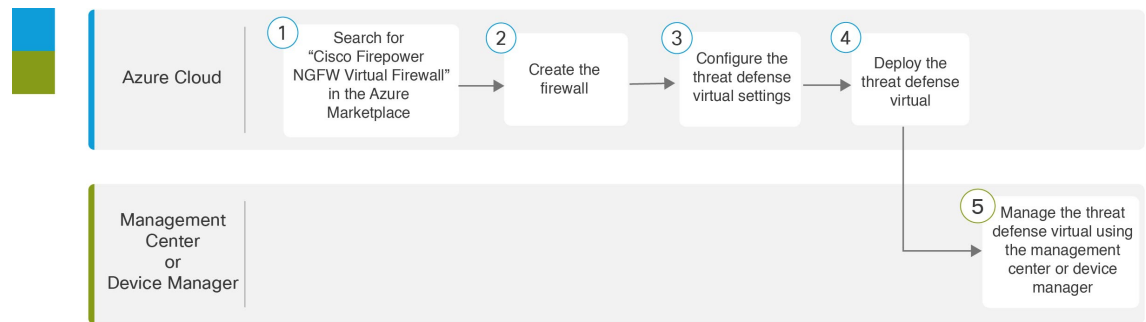 Azure Cloud
1
Search for
“Cisco Firepower
NGFW Virtual Firewall”
in the Azure
Marketplace
2
Create the
firewall
3
Configure the
threat defense
virtual settings
4
Deploy the
threat defense
virtual
Management
Center
or
Device Manager
5
Manage the threat
defense virtual using
the management
center or device
manager